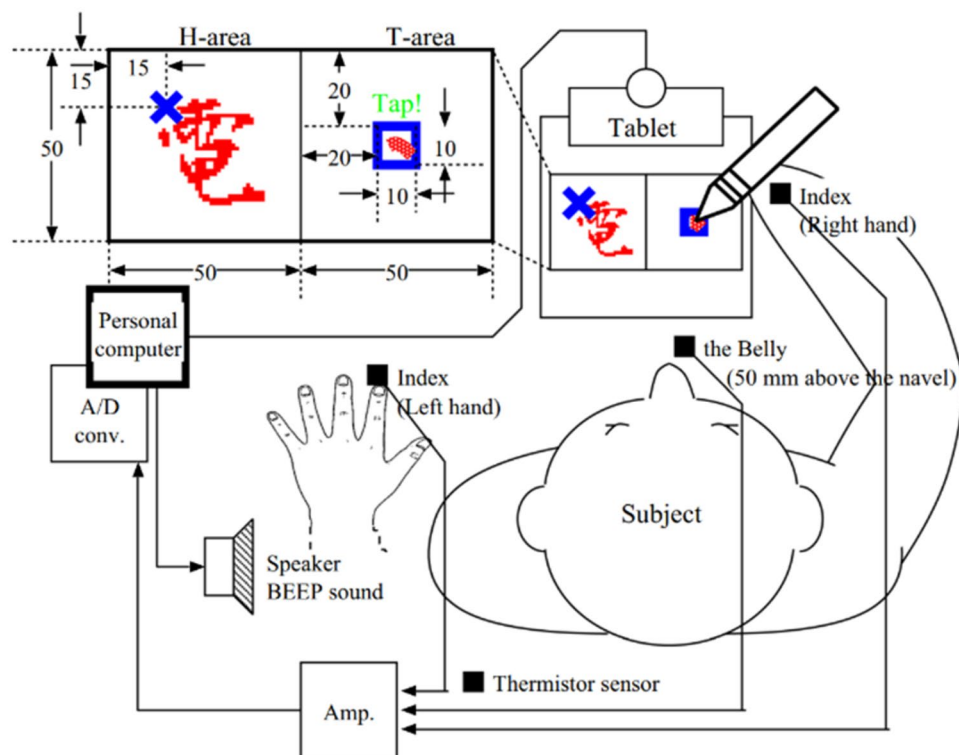 H-area
T-area
15
15
50
20
Tap!
20
10
10
50
50
Tablet
Index
(Right hand)
Personal
computer
A/D
conv.
Index
(Left hand)
the Belly
(50 mm above the navel)
Subject
Speaker
BEEP sound
Thermistor sensor
Amp.